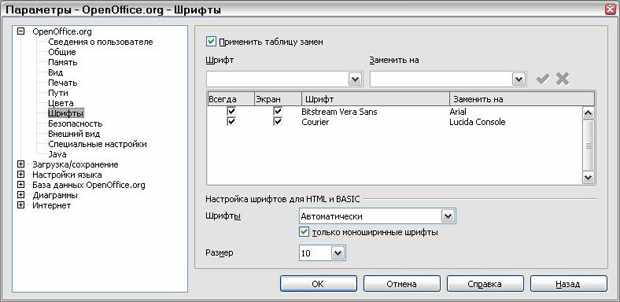 Параметры - OpenOffice.org - Шрифты
OpenOffice.org
Сведения о пользователе
Общие
Память
Вид
Печать
Пути
Цвета
Шрифты
Безопасность
Внешний вид
Специальные настройки
Java
Загрузка/сохранение
Настройки языка
База данных OpenOffice.org
Диаграммы
Интернет
Применить таблицу замен
Шрифт Заменить на
Всегда Экран Шрифт Заменить на
Bitstream Vera Sans Arial
Courier Lucida Console
Настройка шрифтов для HTML и BASIC
Шрифты Автоматически
только моноширинные шрифты
Размер 10
ОК Отмена Справка Назад